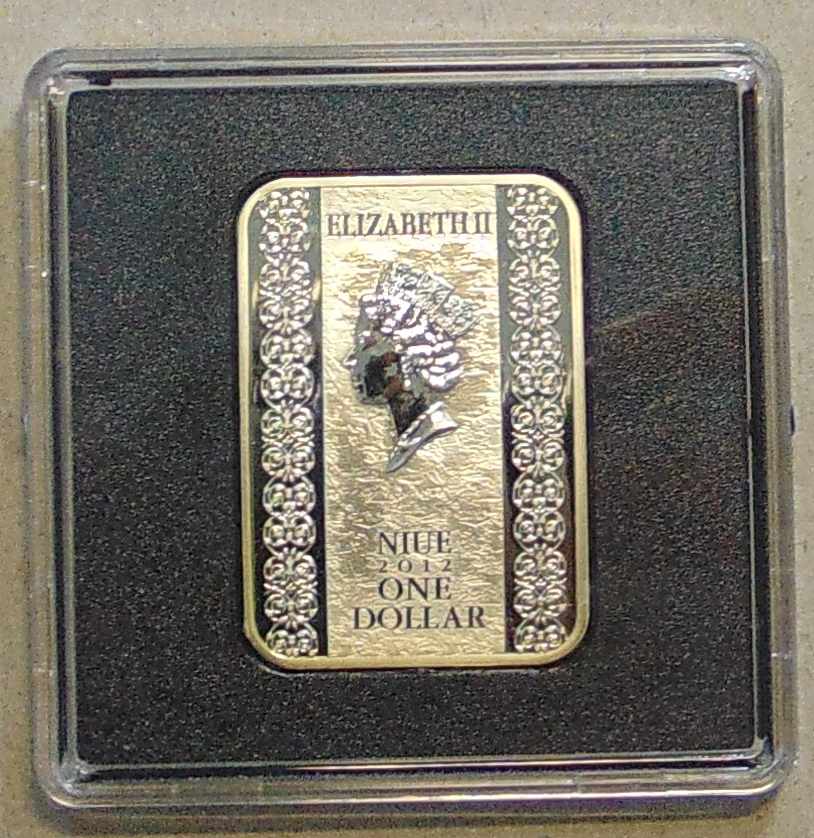 ELIZABETH II
NIUE
2012
ONE
DOLLAR